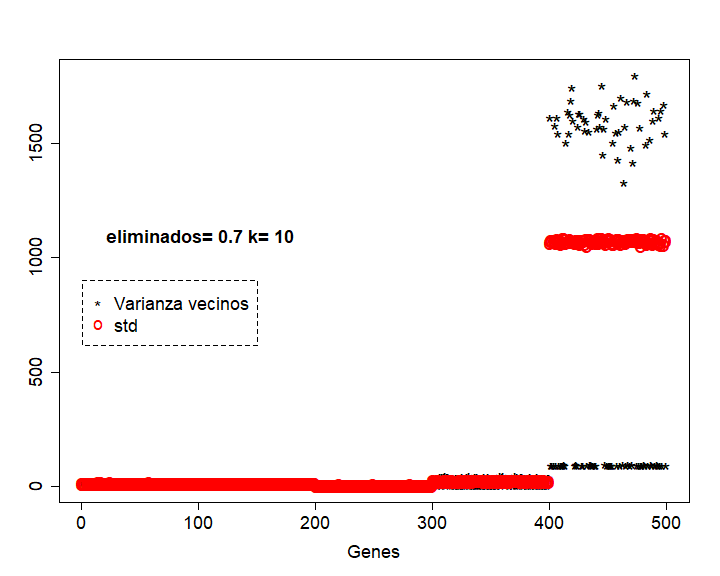 1500
1000
500
0
eliminados= 0.7 k= 10
* Varianza vecinos
o std
0 100 200 300 400 500
Genes